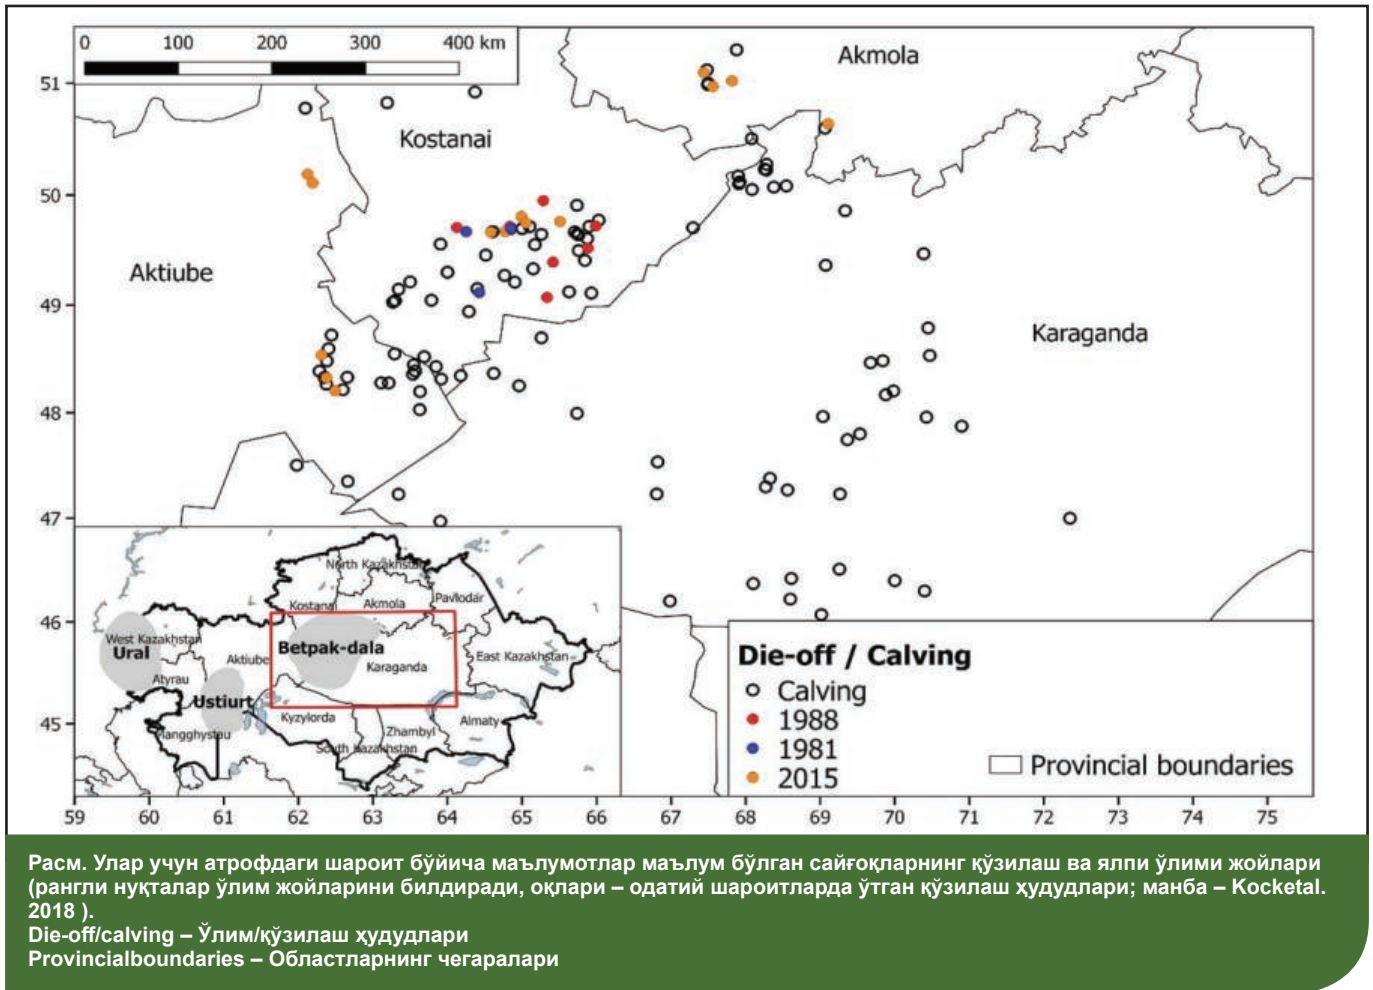 0 100 200 300 400 km
Akmola
51
Kostanai
50
Aktiube
49
Karaganda
48
47
North Kazakhstan
Kostanai
Akmola
Pavlodar
46
West Kazakhstan
Ural
Betpak-dala
Aktiube
Karaganda
East Kazakhstan
Atyrau
Ustiurt
Kyzylorda
Almaty
Zhambyl
Mangghystau
South Kazakhstan
45
Die-off / Calving
Calving
1988
1981
2015
Provincial boundaries
59 60 61 62 63 64 65 66 67 68 69 70 71 72 73 74 75
Расм. Улар учун атрофдаги шароит бўйича маълумотлар маълум бўлган сайғоқларнинг қўзилаш ва ялпи ўлими жойлари
(рангли нуқталар ўлим жойларини билдиради, оқлари – одатий шароитларда ўтган қўзилаш ҳудудлари; манба – Kocketal.
2018 ).
Die-off/calving – Ўлим/қўзилаш ҳудудлари
Provincialboundaries – Областларнинг чегаралари